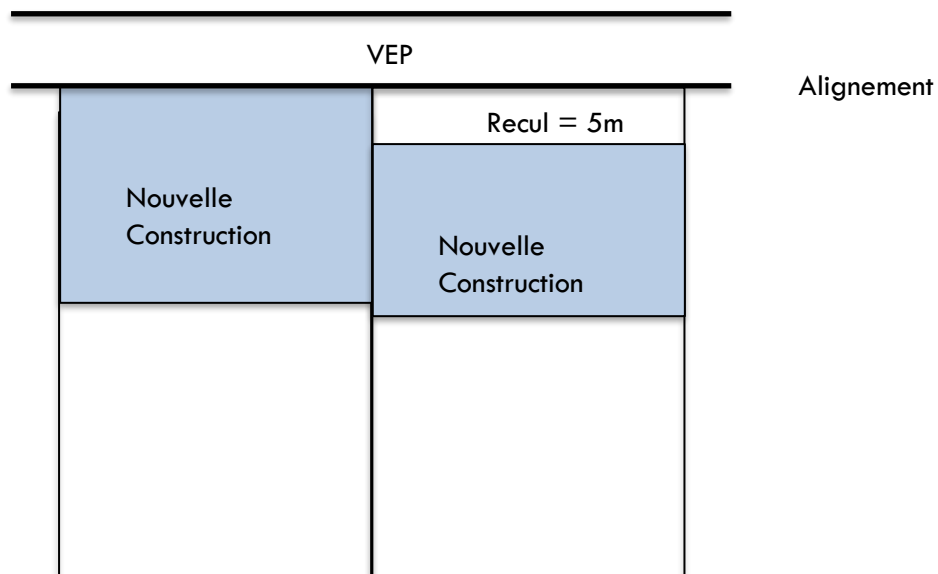 VEP
Alignement
Recul = 5m
Nouvelle
Construction
Nouvelle
Construction